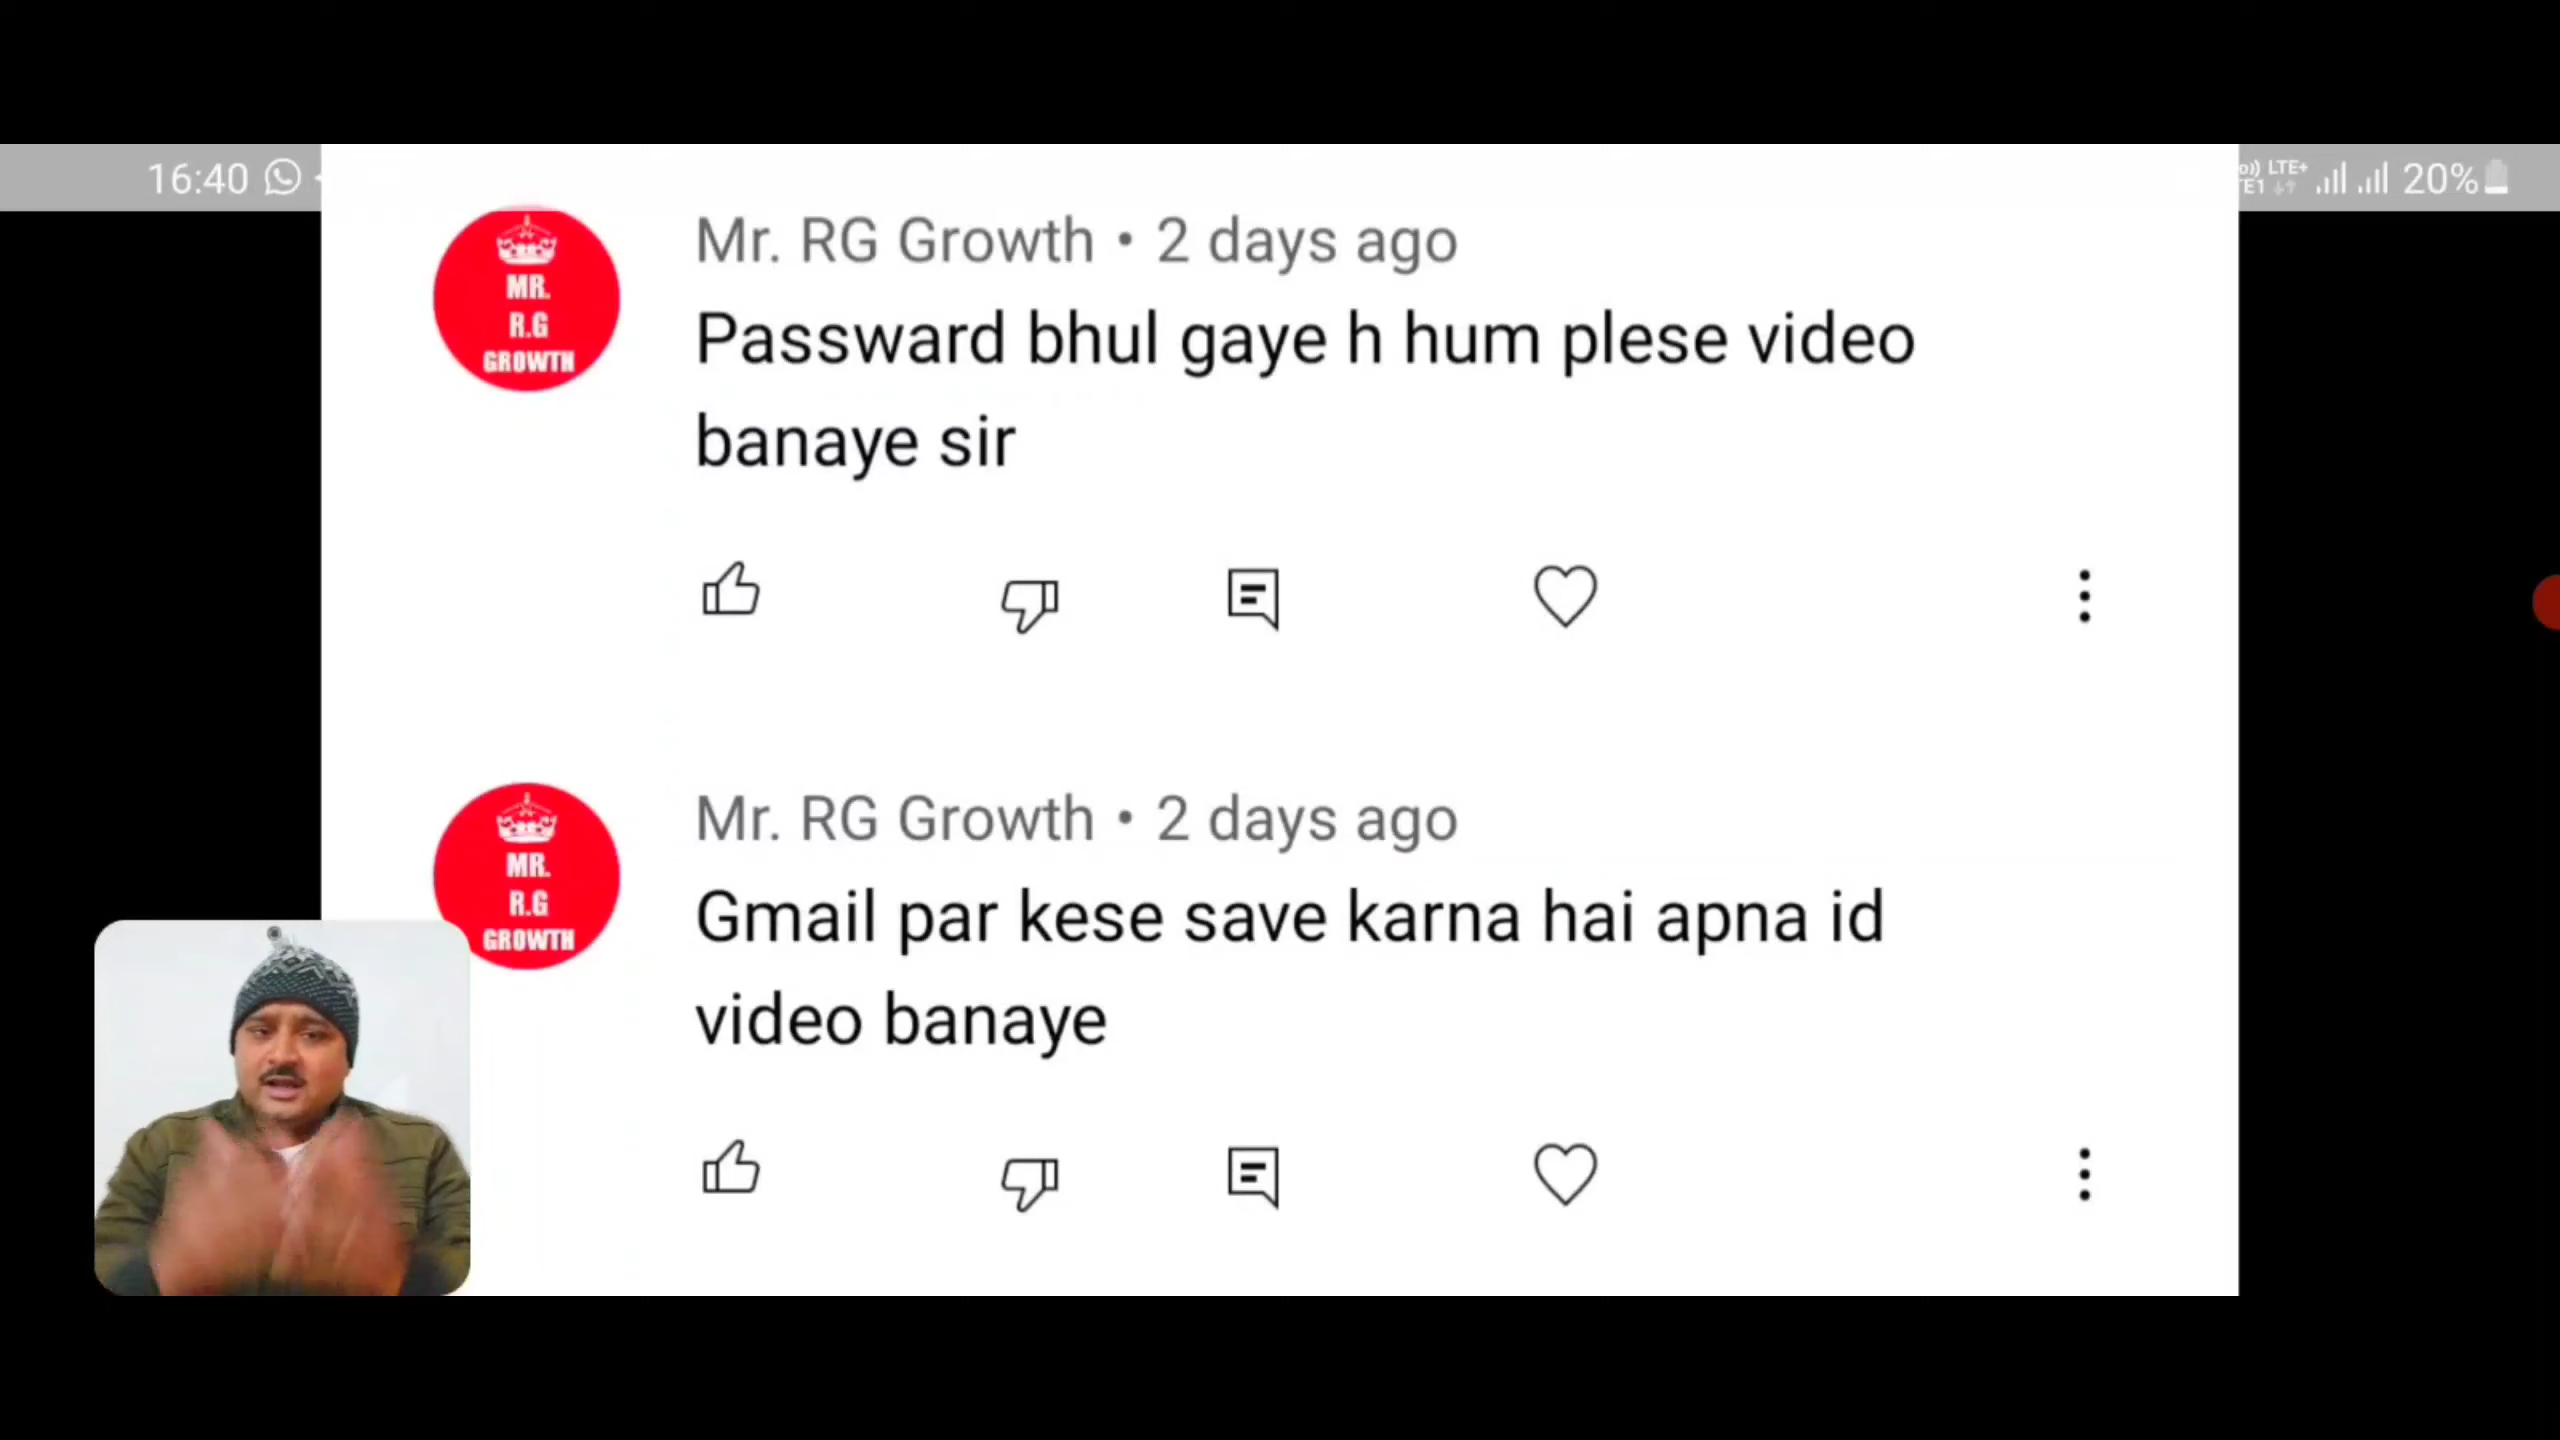 16:40
LTE+
20%
MR.
R.G
GROWTH
Mr. RG Growth • 2 days ago
Passward bhul gaye h hum plese video
banaye sir
MR.
R.G
GROWTH
Mr. RG Growth • 2 days ago
Gmail par kese save karna hai apna id
video banaye